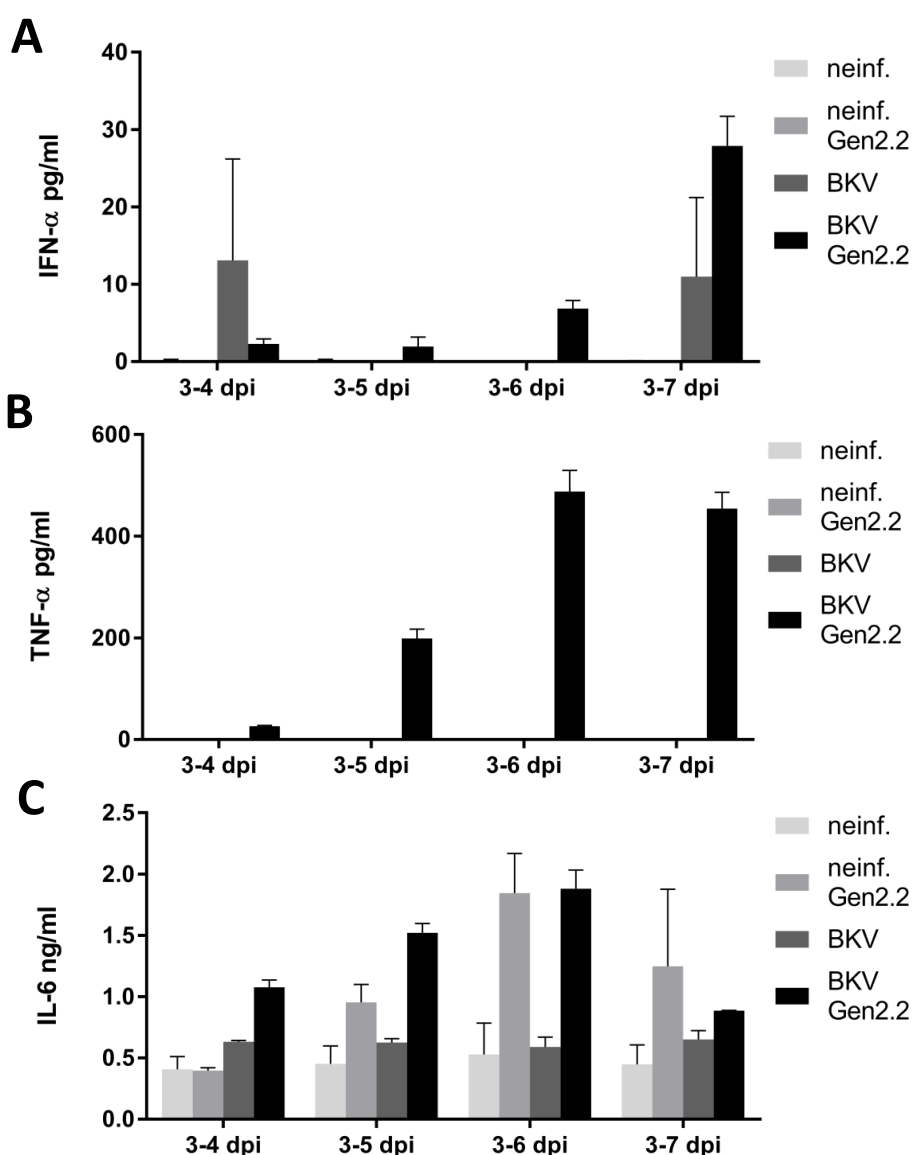 A
IFN-α pg/ml
40
30
20
10
0
3-4 dpi
3-5 dpi
3-6 dpi
3-7 dpi
neinf.
neinf.
Gen2.2
BKV
BKV
Gen2.2
B
TNF-α pg/ml
600
400
200
0
3-4 dpi
3-5 dpi
3-6 dpi
3-7 dpi
neinf.
neinf.
Gen2.2
BKV
BKV
Gen2.2
C
IL-6 ng/ml
2.5
2.0
1.5
1.0
0.5
0.0
3-4 dpi
3-5 dpi
3-6 dpi
3-7 dpi
neinf.
neinf.
Gen2.2
BKV
BKV
Gen2.2